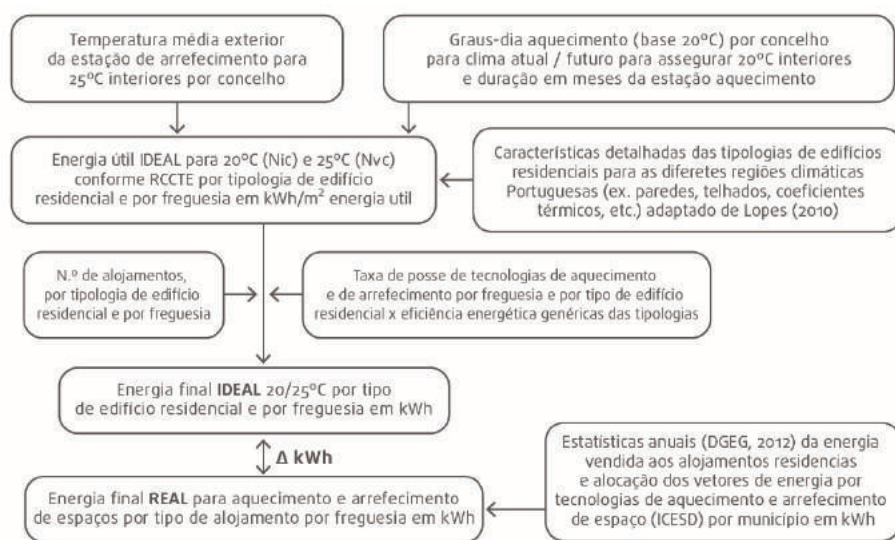 Temperatura média exterior
da estação de arrefecimento para
25ºC interiores por concelho
Graus-dia aquecimento (base 20ºC) por concelho
para clima atual / futuro para assegurar 20ºC interiores
e duração em meses da estação aquecimento
Energia útil IDEAL para 20ºC (Nic) e 25ºC (Nvc)
conforme RCCTE por tipologia de edifício
residencial e por freguesia em kWh/m² energia util
Características detalhadas das tipologias de edifícios
residenciais para as diferetes regiões climáticas
Portuguesas (ex. paredes, telhados, coeficientes
térmicos, etc.) adaptado de Lopes (2010)
N.º de alojamentos,
por tipologia de edifício
residencial e por freguesia
Taxa de posse de tecnologias de aquecimento
e de arrefecimento por freguesia e por tipo de edifício
residencial x eficiência energética genéricas das tipologias
Energia final IDEAL 20/25ºC por tipo
de edifício residencial e por freguesia em kWh
Δ kWh
Energia final REAL para aquecimento e arrefecimento
de espaços por tipo de alojamento por freguesia em kWh
Estatísticas anuais (DGEG, 2012) da energia
vendida aos alojamentos residencias
e alocação dos vetores de energia por
tecnologias de aquecimento e arrefecimento
de espaço (ICESD) por município em kWh